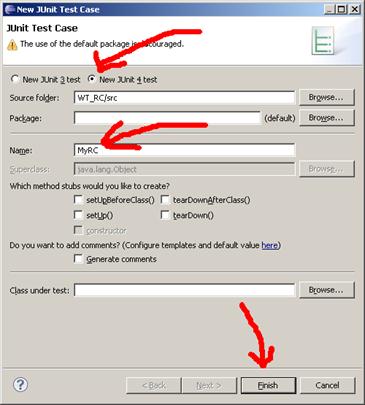 New JUnit Test Case
JUnit Test Case
The use of the default package is discouraged.
New JUnit 3 test New JUnit 4 test
Source folder: WT_RC/src Browse...
Package: (default) Browse...
Name: MyRC
Superclass: java.lang.Object Browse...
Which method stubs would you like to create?
setUpBeforeClass() tearDownAfterClass()
setUp() tearDown()
constructor
Do you want to add comments? (Configure templates and default value here)
Generate comments
Class under test: Browse...
? < Back Next > Finish Cancel